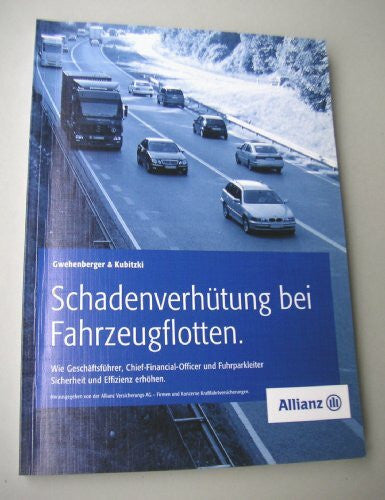 Gwehenberger & Kubitzki
Schadenverhütung bei
Fahrzeugflotten.
Wie Geschäftsführer, Chief-Financial-Officer und Fuhrparkleiter
Sicherheit und Effizienz erhöhen.
Herausgegeben von der Allianz Versicherungs AG – Firmen und Konzerne Kraftfahrtversicherungen.
Allianz